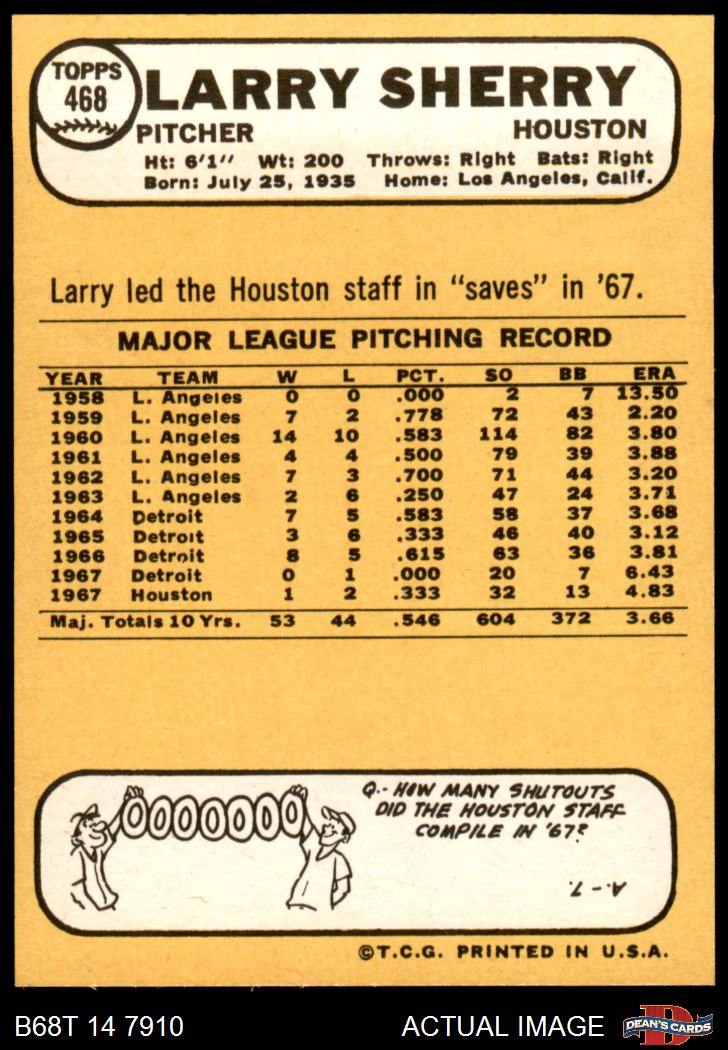 TOPPS
468
LARRY SHERRY
PITCHER HOUSTON
Ht: 6'1" Wt: 200 Throws: Right Bats: Right
Born: July 25, 1935 Home: Los Angeles, Calif.
Larry led the Houston staff in "saves" in '67.
MAJOR LEAGUE PITCHING RECORD
YEAR TEAM W L PCT. SO BB ERA
1958 L. Angeles 0 0 .000 2 7 13.50
1959 L. Angeles 7 2 .778 72 43 2.20
1960 L. Angeles 14 10 .583 114 82 3.80
1961 L. Angeles 4 4 .500 79 39 3.88
1962 L. Angeles 7 3 .700 71 44 3.20
1963 L. Angeles 2 6 .250 47 24 3.71
1964 Detroit 7 5 .583 58 37 3.68
1965 Detroit 3 6 .333 46 40 3.12
1966 Detroit 8 5 .615 63 36 3.81
1967 Detroit 0 1 .000 20 7 6.43
1967 Houston 1 2 .333 32 13 4.83
Maj. Totals 10 Yrs. 53 44 .546 604 372 3.66
0000000
Q.- HOW MANY SHUTOUTS
DID THE HOUSTON STAFF
COMPILE IN '67?
A.-7.
©T.C.G. PRINTED IN U.S.A.
B68T 14 7910 ACTUAL IMAGE D DEAN'S CARDS